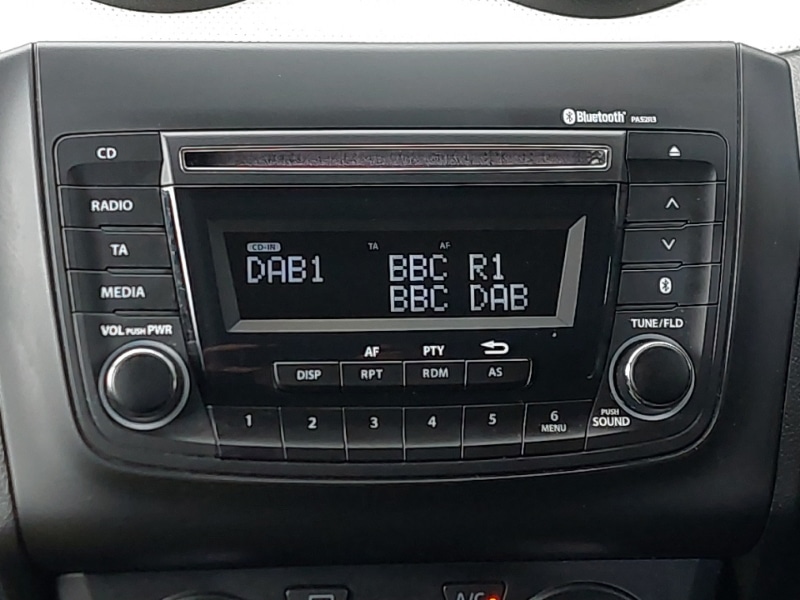 Bluetooth PA52R3
CD
RADIO
TA
MEDIA
VOL PUSH PWR
CD-IN TA AF
DAB1 BBC R1
BBC DAB
TUNE/FLD
AF PTY
DISP RPT RDM AS
1 2 3 4 5 6
MENU
PUSH
SOUND
A/C